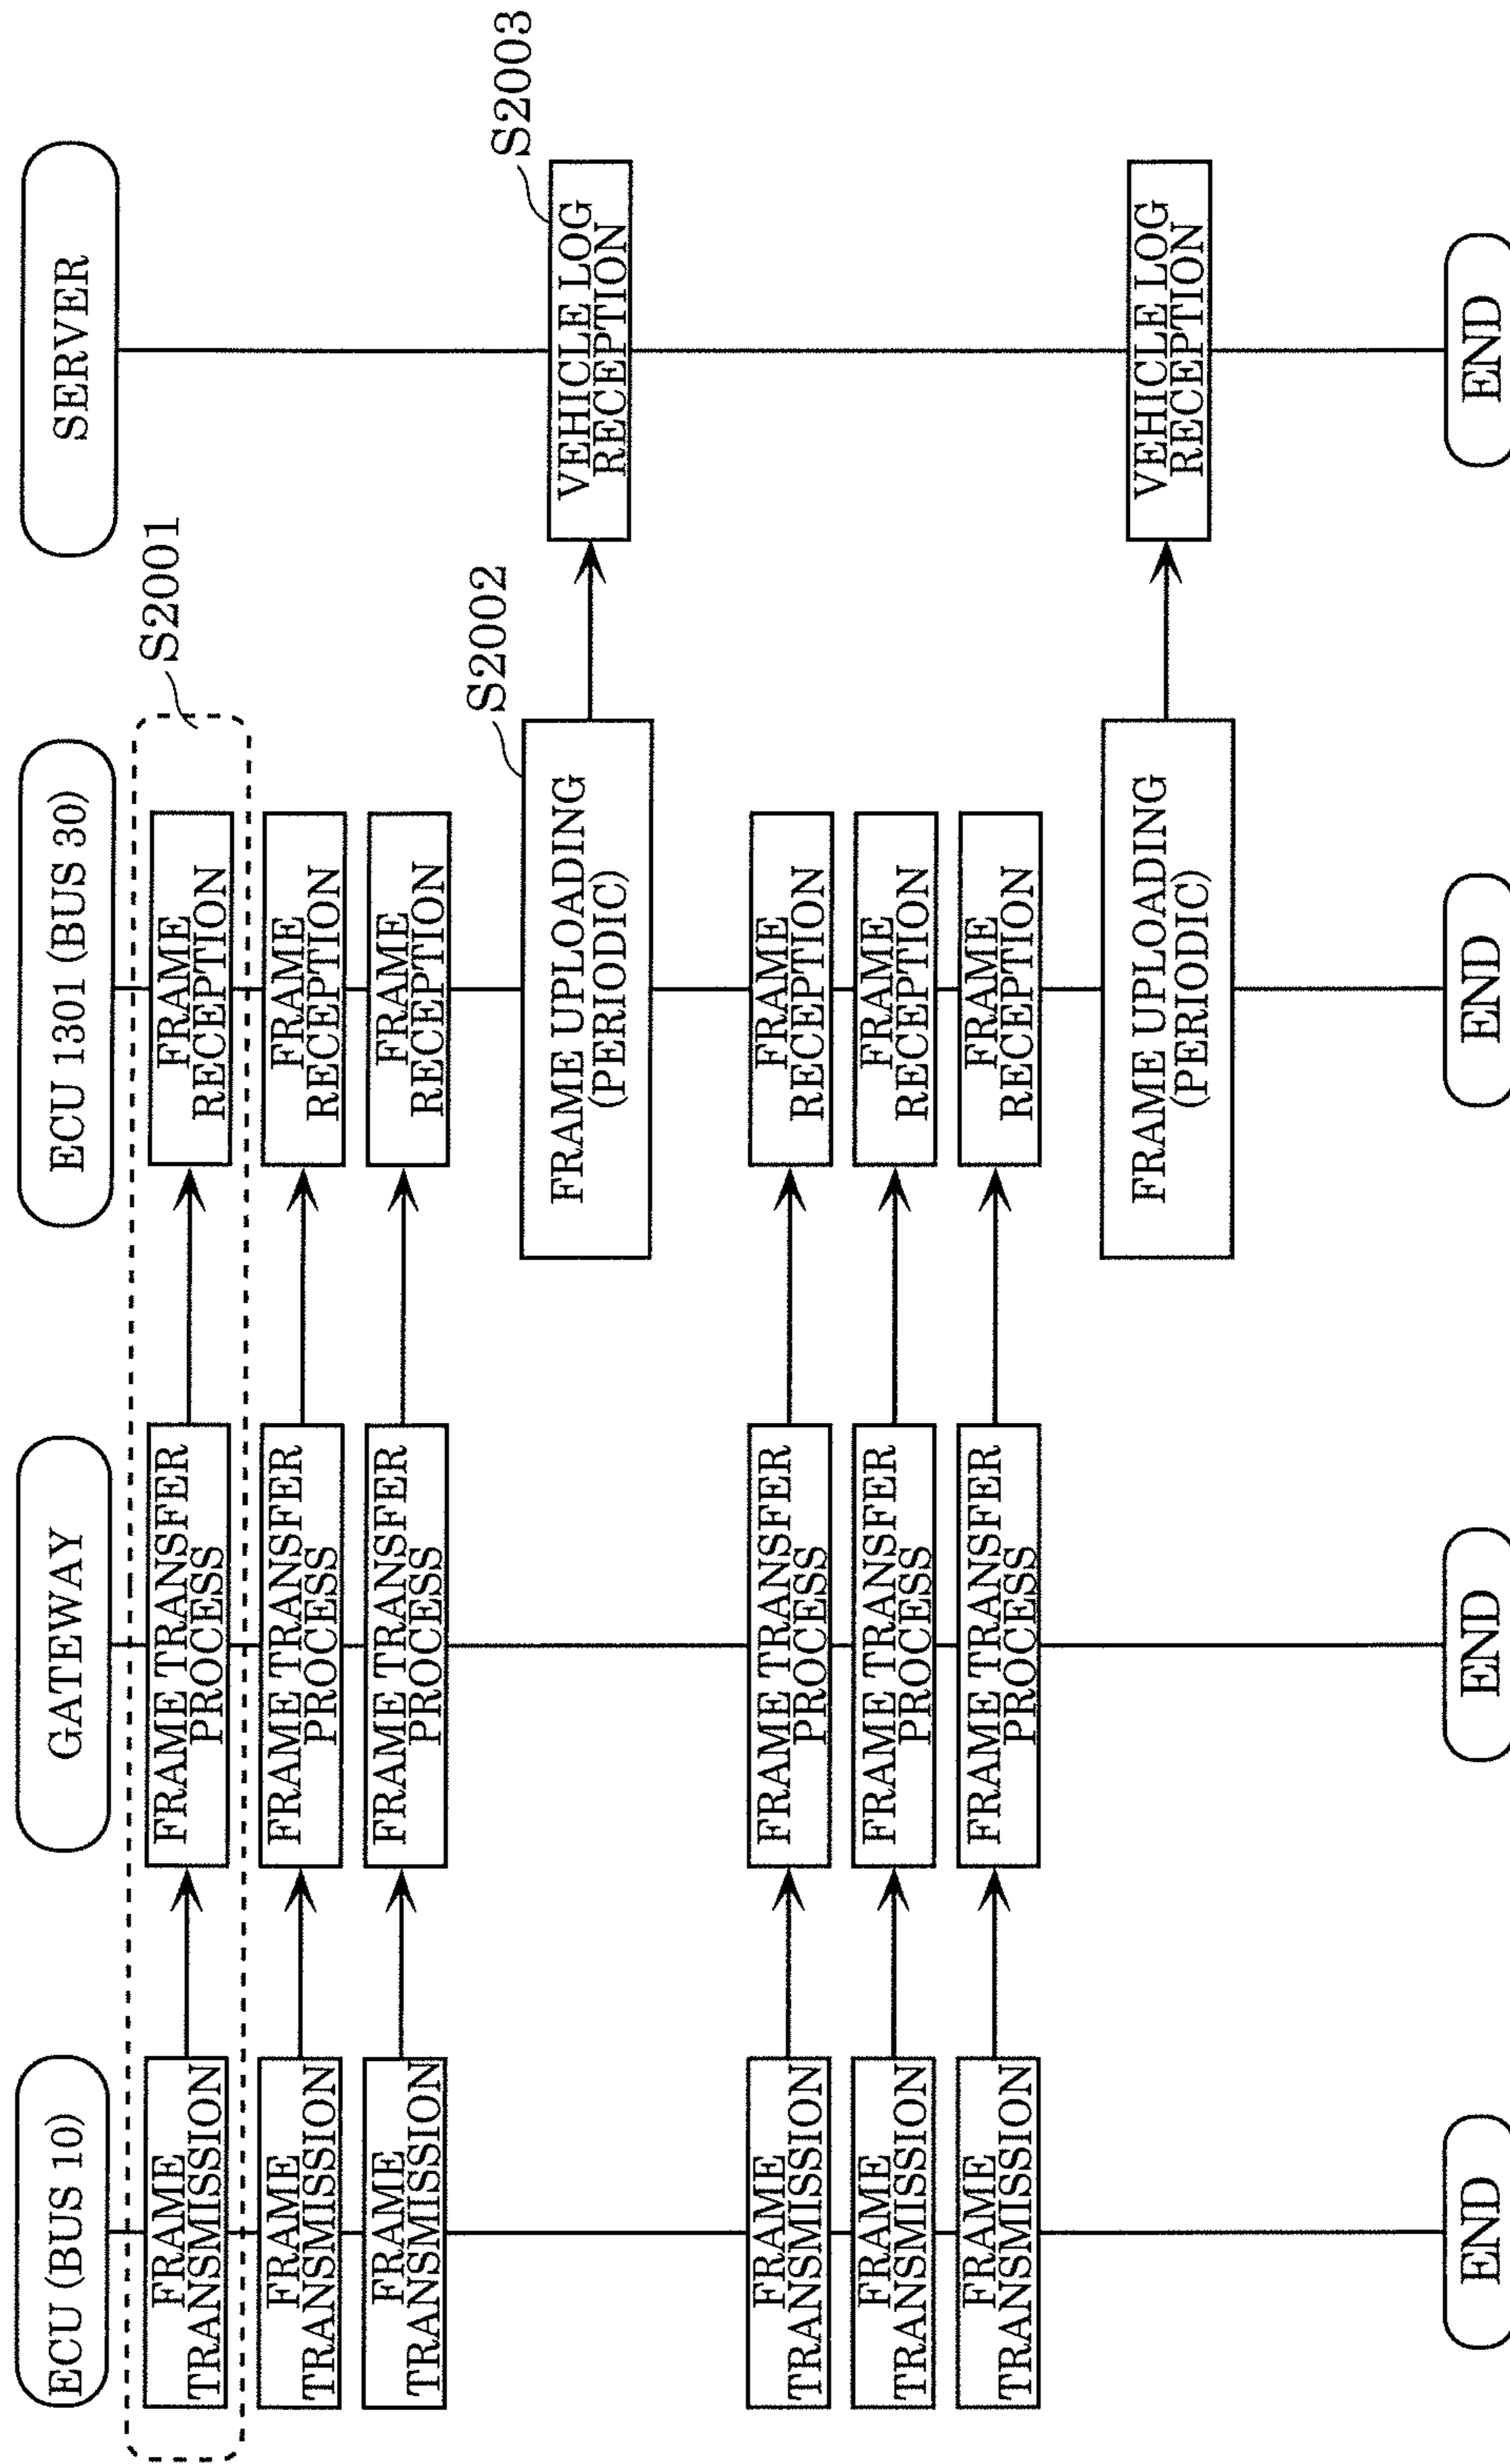 ECU (BUS 10)
GATEWAY
ECU 1301 (BUS 30)
SERVER
S2001
FRAME
TRANSMISSION
FRAME TRANSFER
PROCESS
FRAME
RECEPTION
FRAME
TRANSMISSION
FRAME TRANSFER
PROCESS
FRAME
RECEPTION
FRAME
TRANSMISSION
FRAME TRANSFER
PROCESS
FRAME
RECEPTION
S2002
S2003
FRAME UPLOADING
(PERIODIC)
VEHICLE LOG
RECEPTION
FRAME
TRANSMISSION
FRAME TRANSFER
PROCESS
FRAME
RECEPTION
FRAME
TRANSMISSION
FRAME TRANSFER
PROCESS
FRAME
RECEPTION
FRAME
TRANSMISSION
FRAME TRANSFER
PROCESS
FRAME
RECEPTION
FRAME UPLOADING
(PERIODIC)
VEHICLE LOG
RECEPTION
END
END
END
END